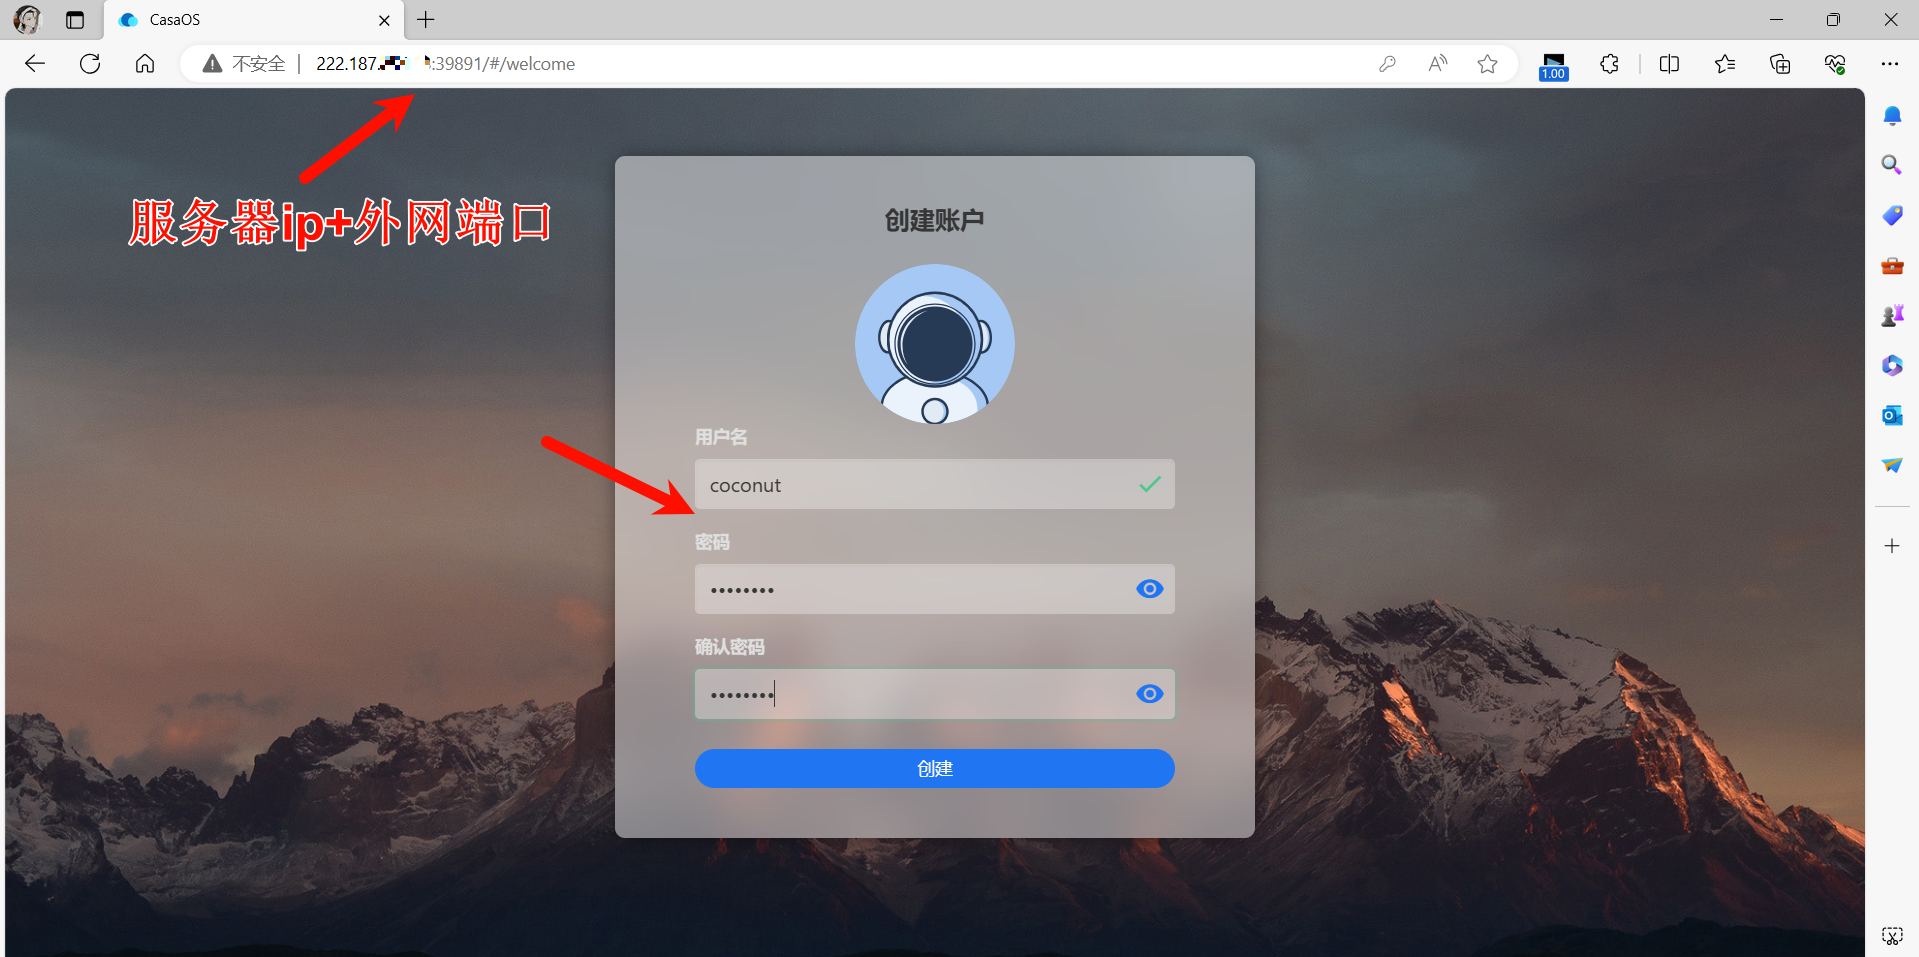 CasaOS
不安全 222.187. :39891/#/welcome
1.00
服务器ip+外网端口
创建账户
用户名
coconut
密码
••••••••
确认密码
••••••••
创建